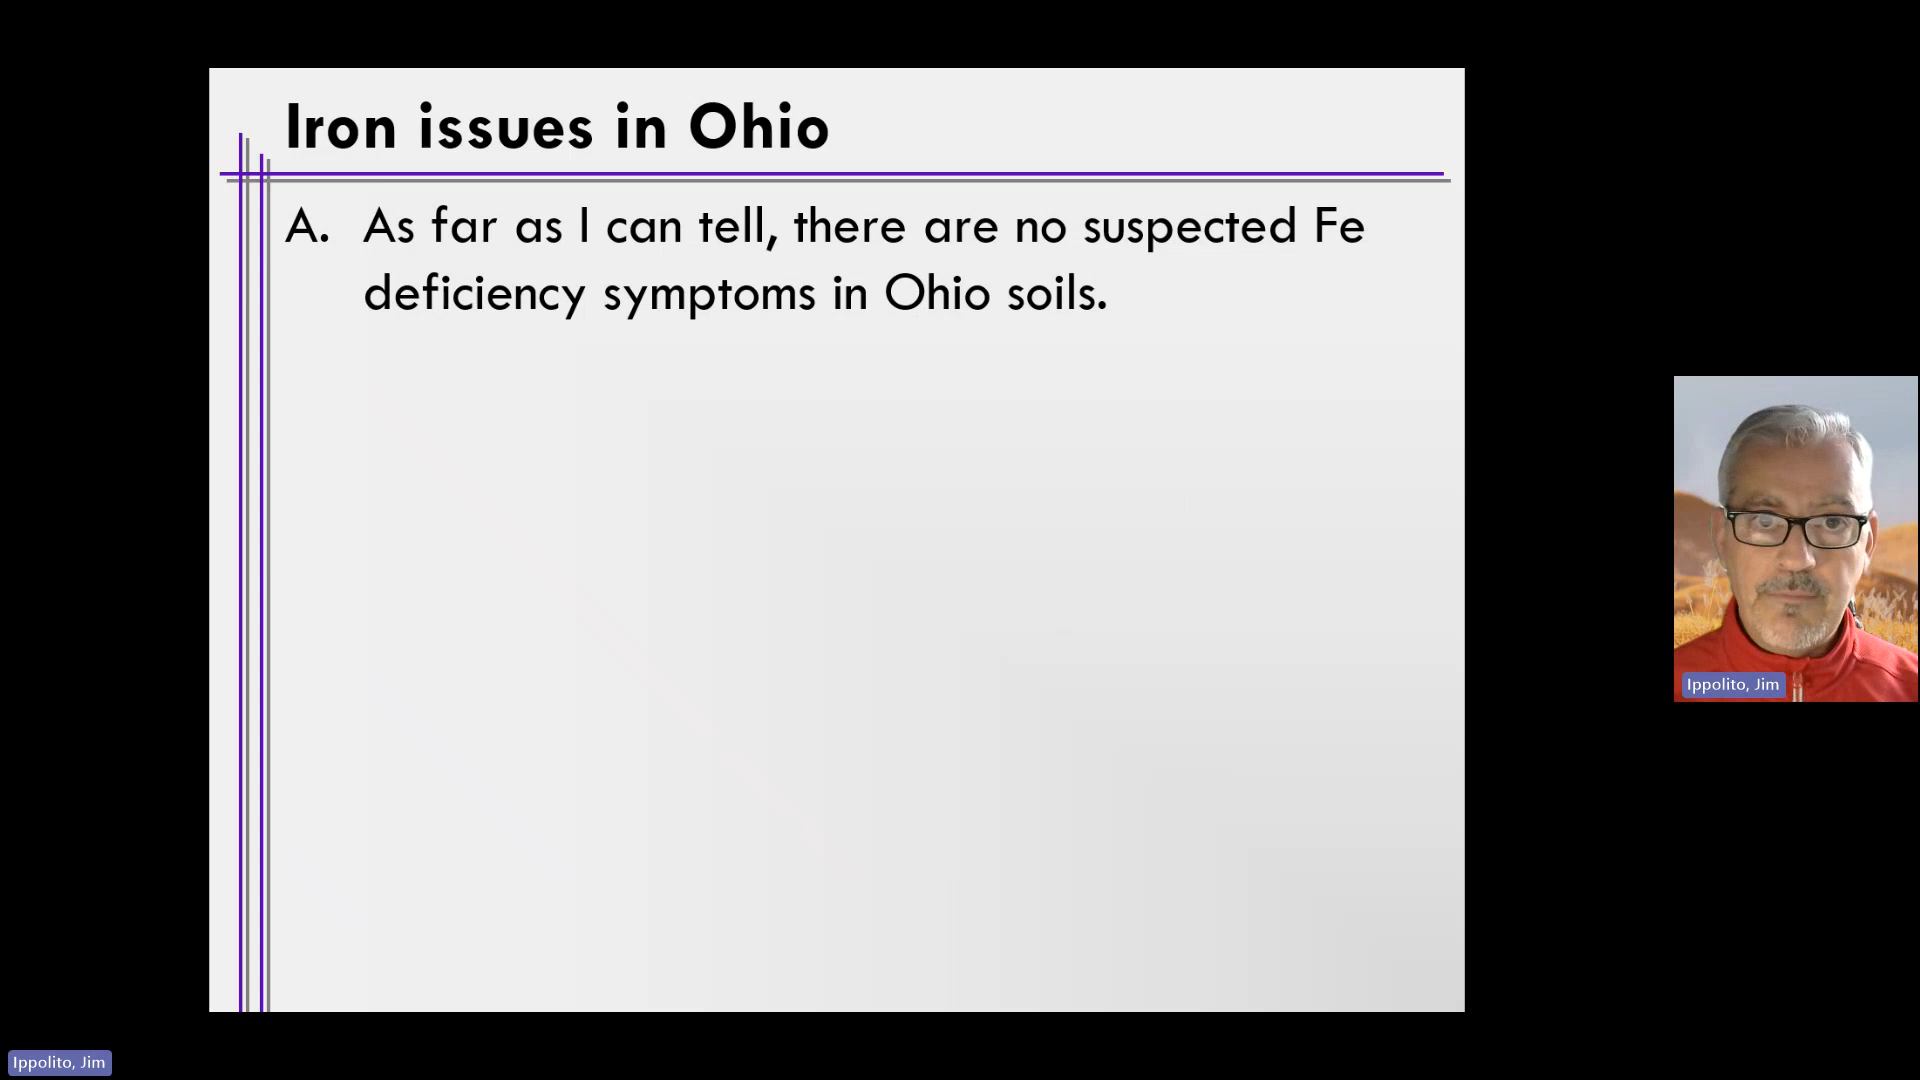 Iron issues in Ohio
A. As far as I can tell, there are no suspected Fe
deficiency symptoms in Ohio soils.
Ippolito, Jim
Ippolito, Jim